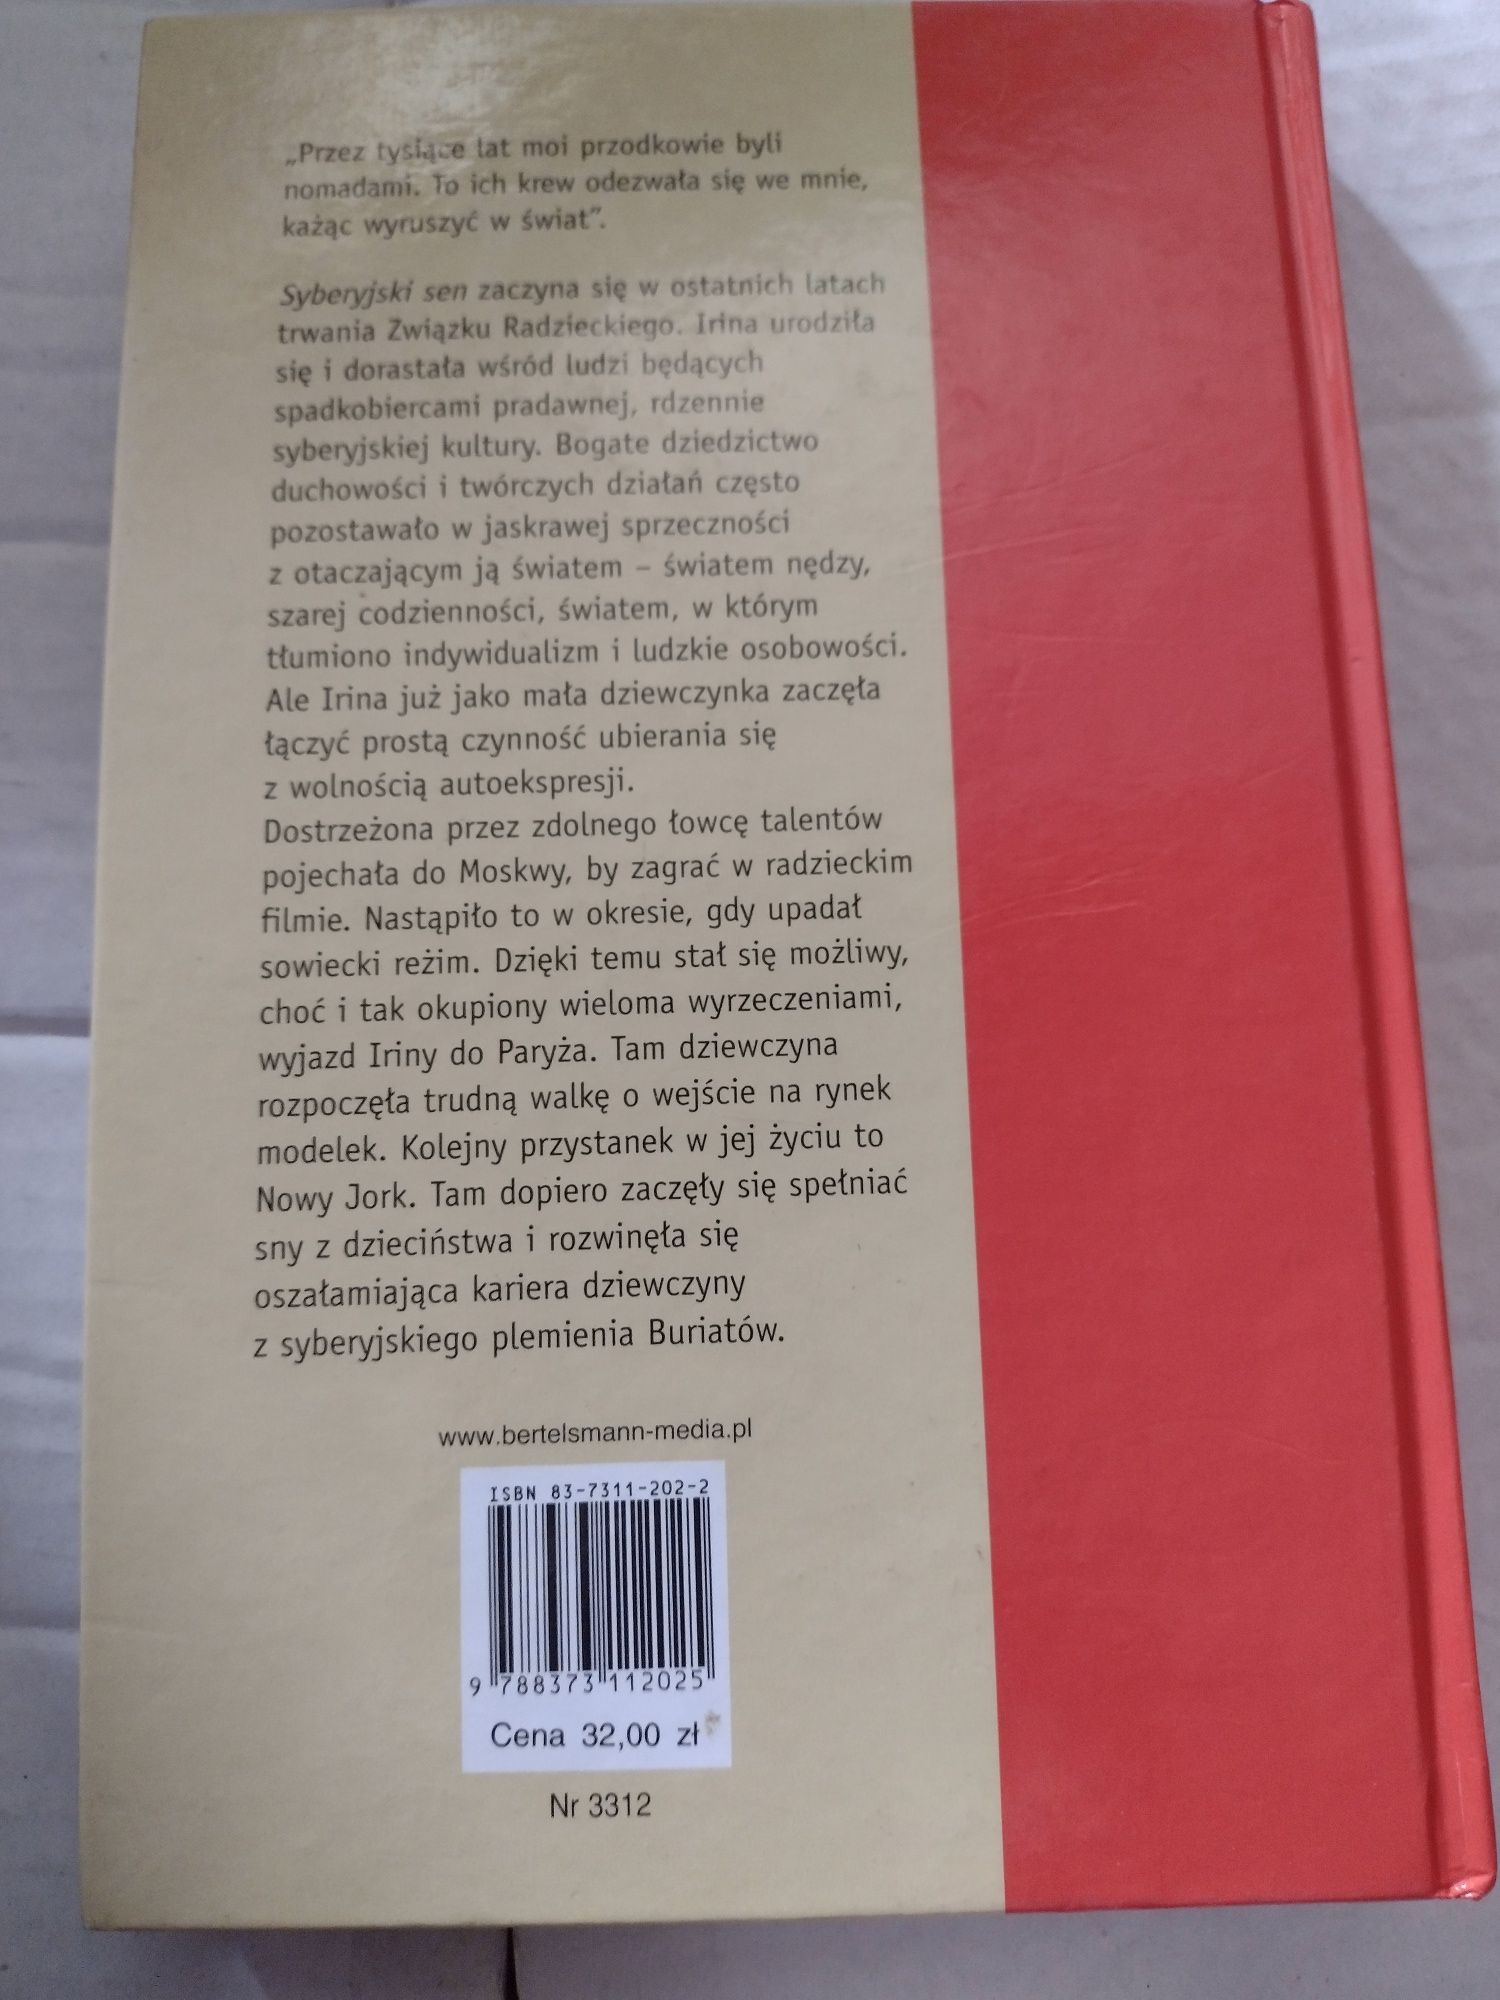 „Przez tysiące lat moi przodkowie byli
nomadami. To ich krew odezwała się we mnie,
każąc wyruszyć w świat”.
Syberyjski sen zaczyna się w ostatnich latach
trwania Związku Radzieckiego. Irina urodziła
się i dorastała wśród ludzi będących
spadkobiercami pradawnej, rdzennie
syberyjskiej kultury. Bogate dziedzictwo
duchowości i twórczych działań często
pozostawało w jaskrawej sprzeczności
z otaczającym ją światem – światem nędzy,
szarej codzienności, światem, w którym
tłumiono indywidualizm i ludzkie osobowości.
Ale Irina już jako mała dziewczynka zaczęła
łączyć prostą czynność ubierania się
z wolnością autoekspresji.
Dostrzeżona przez zdolnego łowcę talentów
pojechała do Moskwy, by zagrać w radzieckim
filmie. Nastąpiło to w okresie, gdy upadał
sowiecki reżim. Dzięki temu stał się możliwy,
choć i tak okupiony wieloma wyrzeczeniami,
wyjazd Iriny do Paryża. Tam dziewczyna
rozpoczęła trudną walkę o wejście na rynek
modelek. Kolejny przystanek w jej życiu to
Nowy Jork. Tam dopiero zaczęły się spełniać
sny z dzieciństwa i rozwinęła się
oszałamiająca kariera dziewczyny
z syberyjskiego plemienia Buriatów.
www.bertelsmann-media.pl
ISBN 83-7311-202-2
9 788373 112025
Cena 32,00 zł
Nr 3312